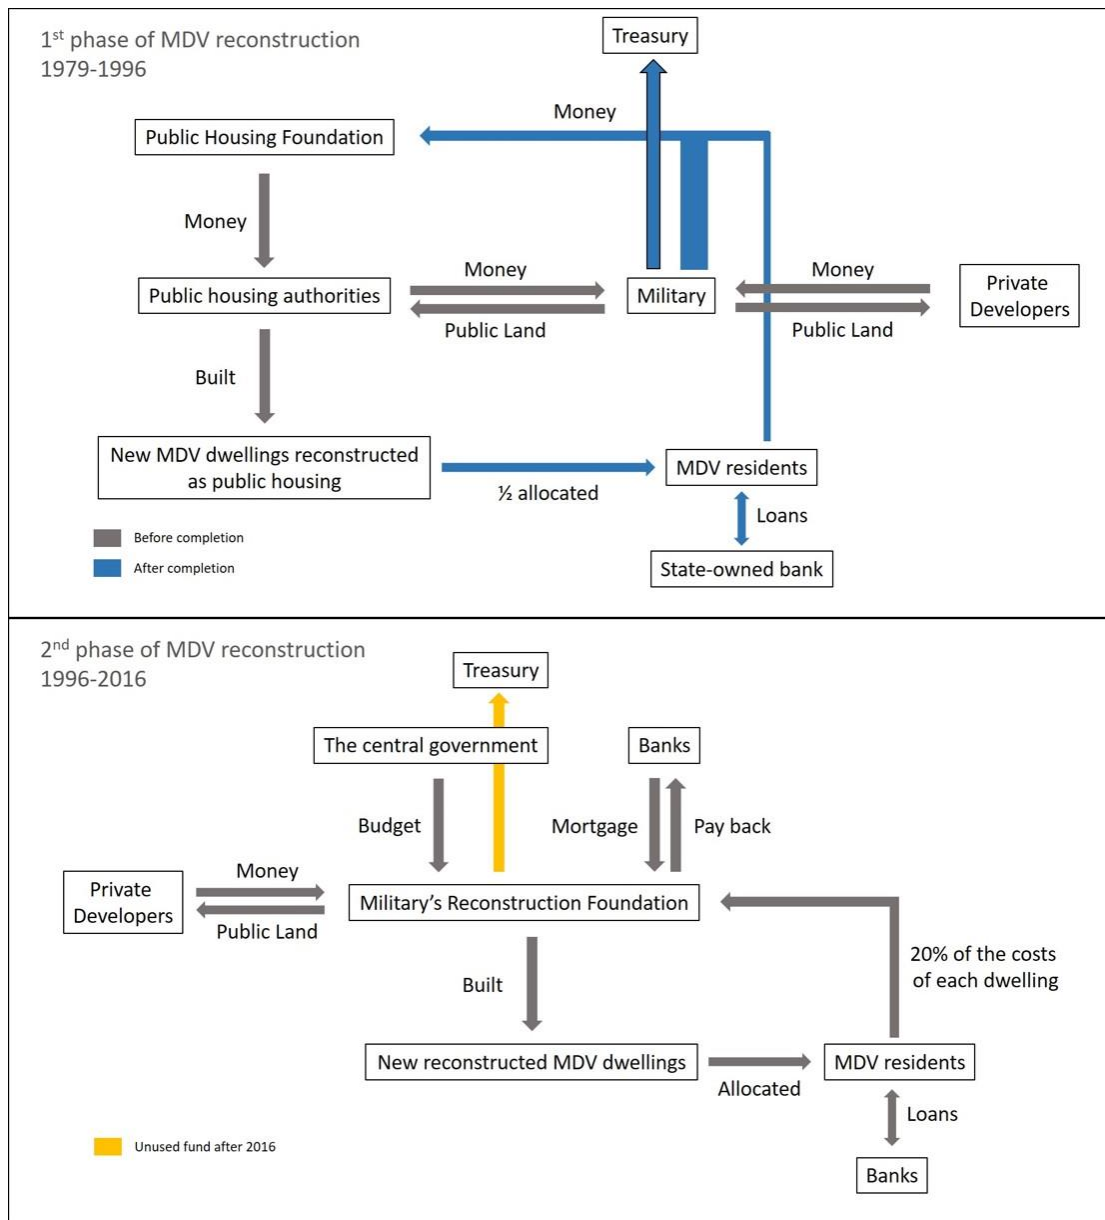 1st phase of MDV reconstruction
1979-1996
Treasury
Money
Public Housing Foundation
Money
Public housing authorities
Money
Public Land
Military
Money
Public Land
Private
Developers
Built
New MDV dwellings reconstructed
as public housing
½ allocated
MDV residents
Loans
State-owned bank
Before completion
After completion
2nd phase of MDV reconstruction
1996-2016
Treasury
The central government
Banks
Budget
Mortgage
Pay back
Private
Developers
Money
Public Land
Military's Reconstruction Foundation
20% of the costs
of each dwelling
Built
New reconstructed MDV dwellings
Allocated
MDV residents
Loans
Banks
Unused fund after 2016